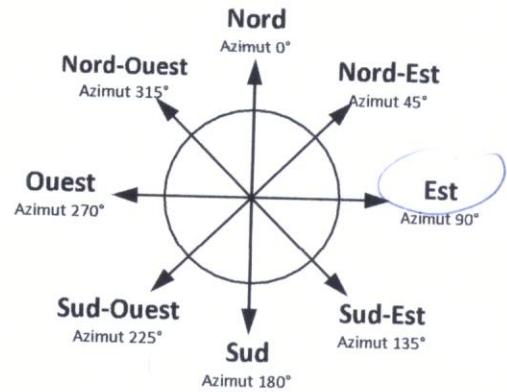 Nord
Azimut 0°
Nord-Ouest
Azimut 315°
Nord-Est
Azimut 45°
Ouest
Azimut 270°
Est
Azimut 90°
Sud-Ouest
Azimut 225°
Sud-Est
Azimut 135°
Sud
Azimut 180°